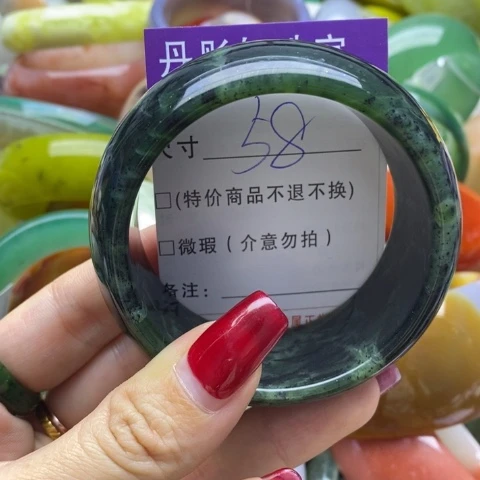 尺寸 58
□(特价商品不退不换)
□微瑕(介意勿拍)
备注: